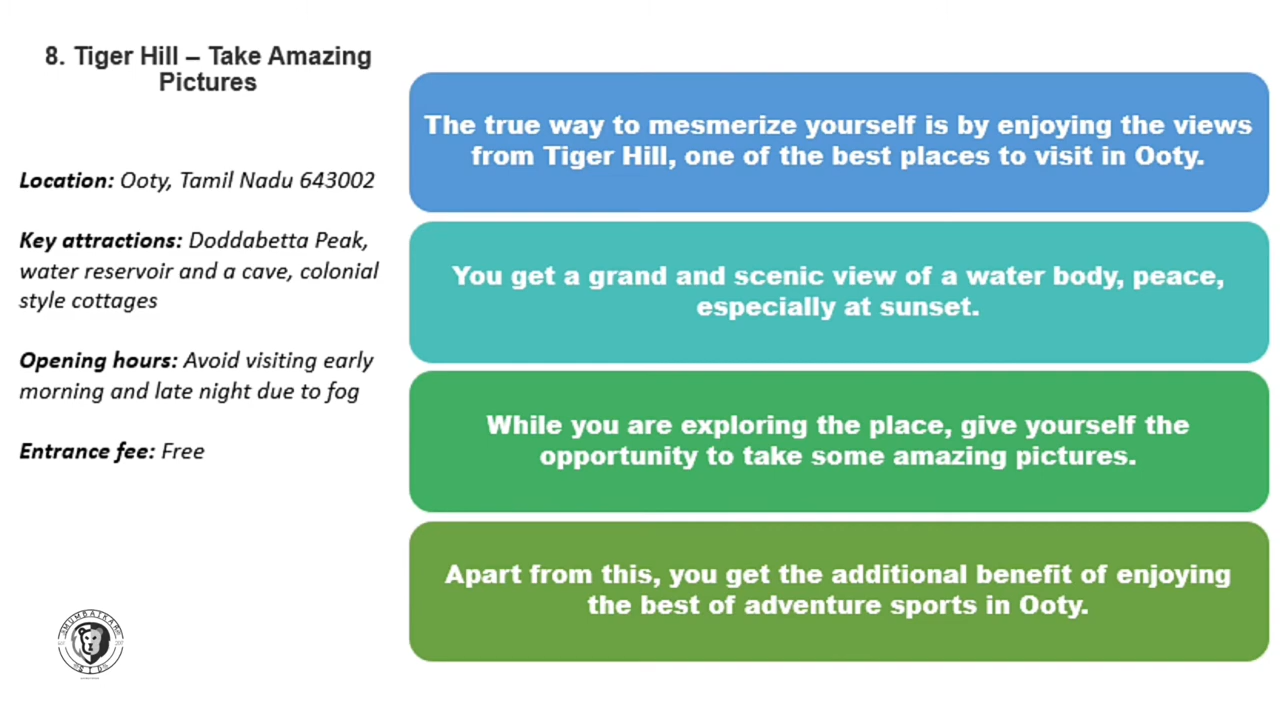 8. Tiger Hill – Take Amazing
Pictures
Location: Ooty, Tamil Nadu 643002
Key attractions: Doddabetta Peak,
water reservoir and a cave, colonial
style cottages
Opening hours: Avoid visiting early
morning and late night due to fog
Entrance fee: Free
The true way to mesmerize yourself is by enjoying the views
from Tiger Hill, one of the best places to visit in Ooty.
You get a grand and scenic view of a water body, peace,
especially at sunset.
While you are exploring the place, give yourself the
opportunity to take some amazing pictures.
Apart from this, you get the additional benefit of enjoying
the best of adventure sports in Ooty.